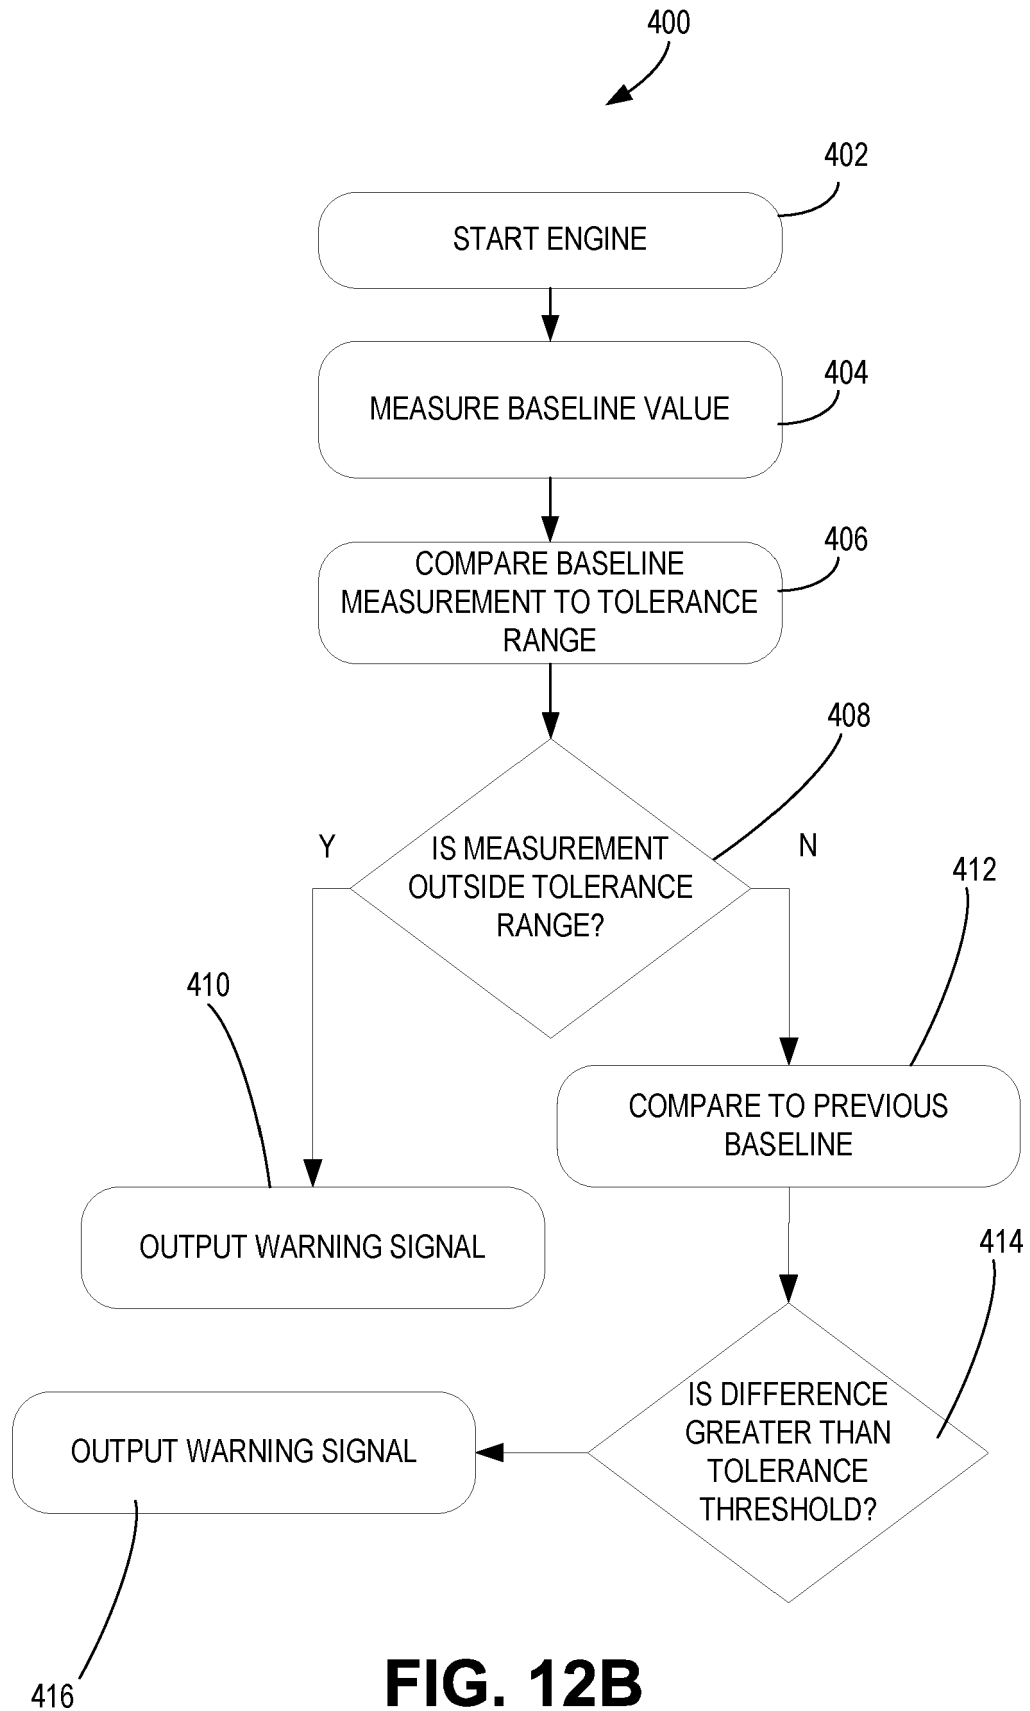 400
402
START ENGINE
404
MEASURE BASELINE VALUE
406
COMPARE BASELINE
MEASUREMENT TO TOLERANCE
RANGE
408
Y
N
IS MEASUREMENT
OUTSIDE TOLERANCE
RANGE?
412
410
COMPARE TO PREVIOUS
BASELINE
OUTPUT WARNING SIGNAL
414
IS DIFFERENCE
GREATER THAN
TOLERANCE
THRESHOLD?
OUTPUT WARNING SIGNAL
416
FIG. 12B